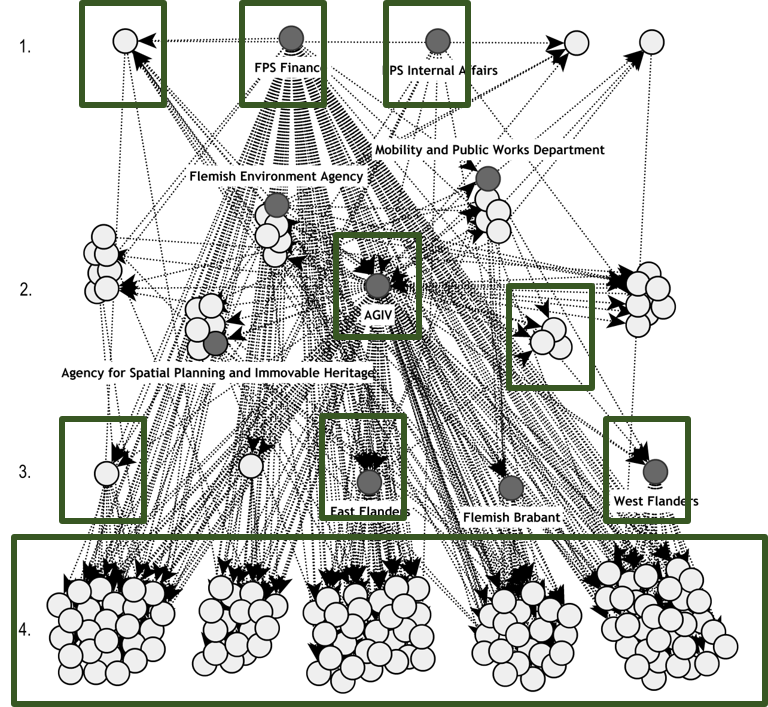 1.
FPS Finance
FPS Internal Affairs
Mobility and Public Works Department
Flemish Environment Agency
2.
AGIV
Agency for Spatial Planning and Immovable Heritage
3.
East Flanders
Flemish Brabant
West Flanders
4.